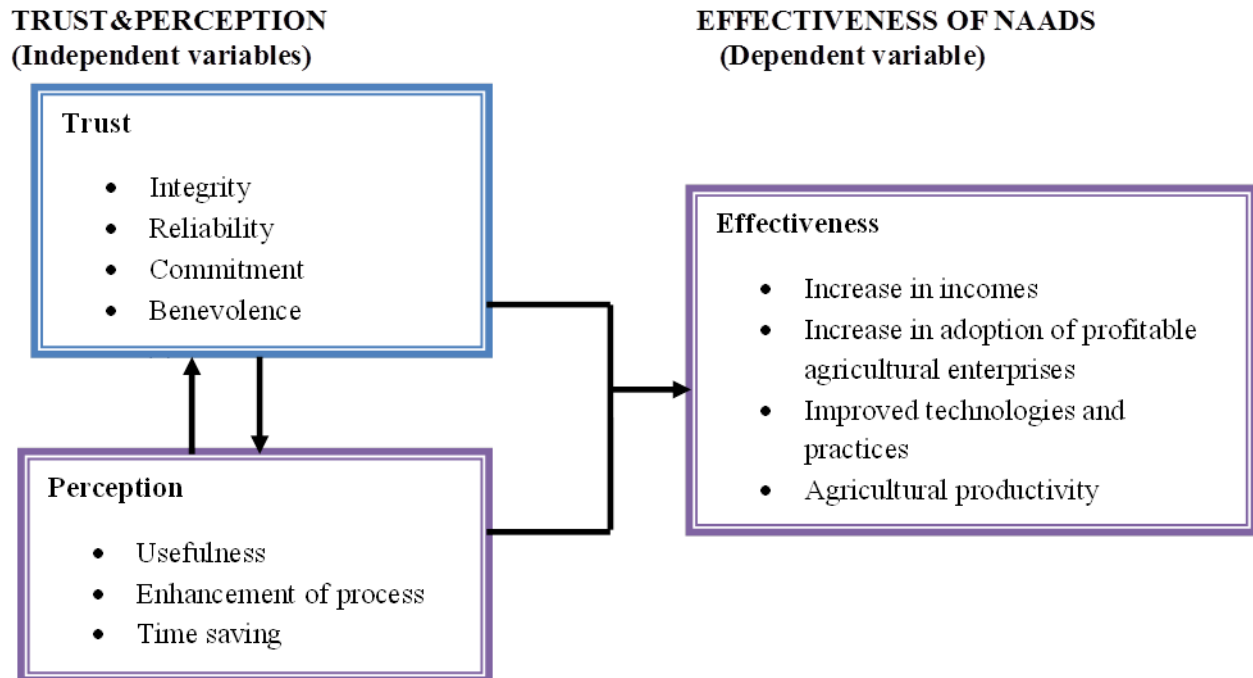 TRUST&PERCEPTION
(Independent variables)
EFFECTIVENESS OF NAADS
(Dependent variable)
Trust
• Integrity
• Reliability
• Commitment
• Benevolence
Perception
• Usefulness
• Enhancement of process
• Time saving
Effectiveness
• Increase in incomes
• Increase in adoption of profitable
agricultural enterprises
• Improved technologies and
practices
• Agricultural productivity